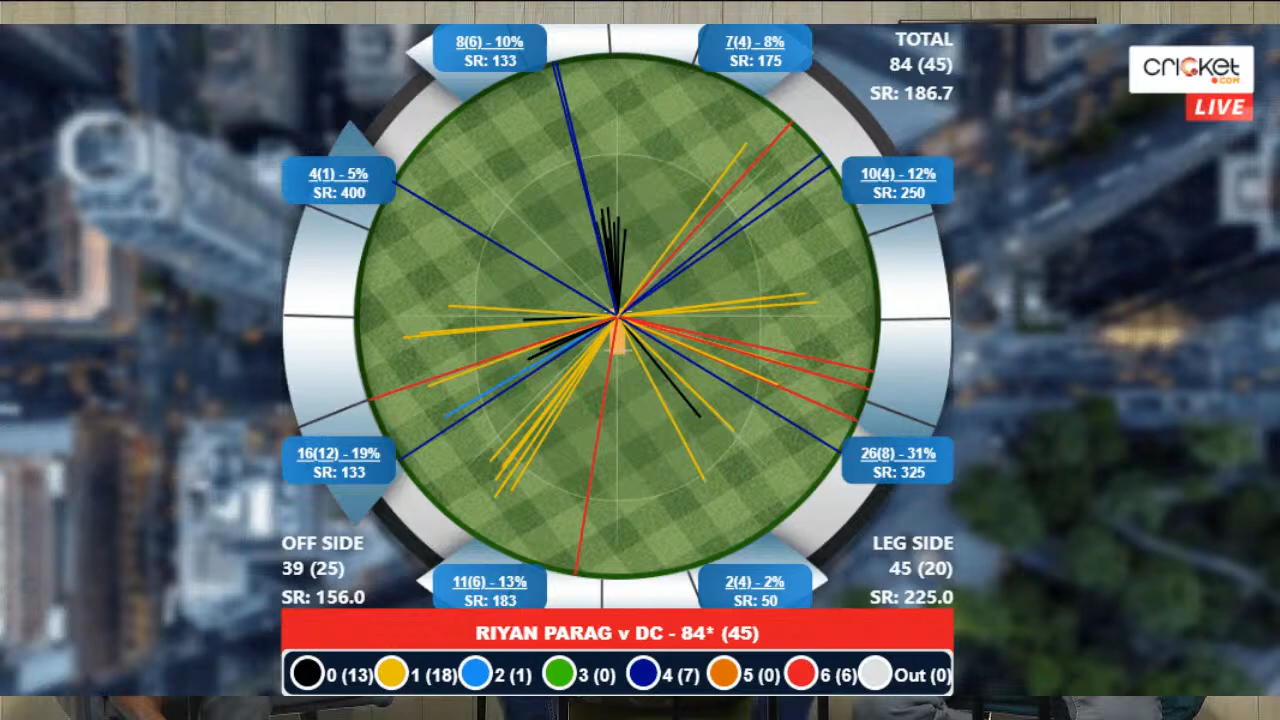 8(6) - 10%
SR: 133
7(4) - 8%
SR: 175
TOTAL
84 (45)
SR: 186.7
cricket
.COM
LIVE
4(1) - 5%
SR: 400
10(4) - 12%
SR: 250
16(12) - 19%
SR: 133
26(8) - 31%
SR: 325
OFF SIDE
39 (25)
SR: 156.0
LEG SIDE
45 (20)
SR: 225.0
11(6) - 13%
SR: 183
2(4) - 2%
SR: 50
RIYAN PARAG v DC - 84* (45)
0 (13) 1 (18) 2 (1) 3 (0) 4 (7) 5 (0) 6 (6) Out (0)